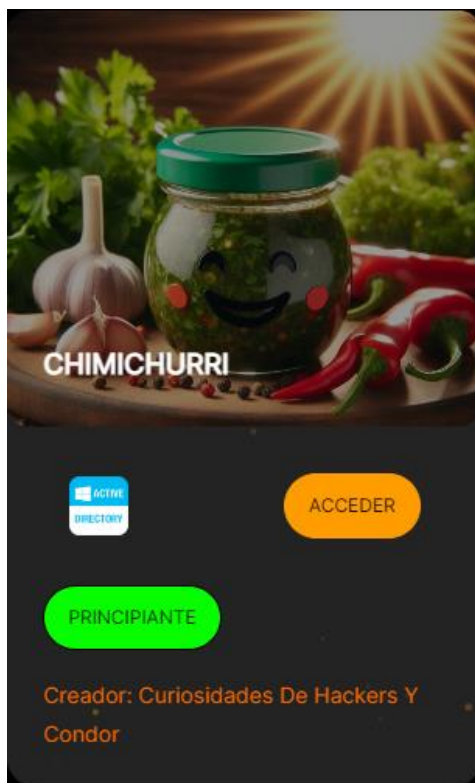 CHIMICHURRI
ACTIVE
DIRECTORY
ACCEDER
PRINCIPIANTE
Creador: Curiosidades De Hackers Y
Condor